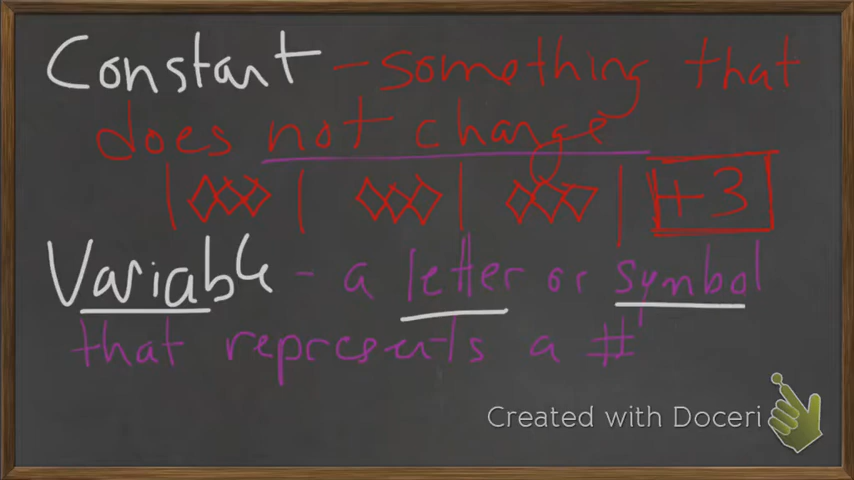 Constant - something that
does not change
+3
Variable - a letter or symbol
that represents a #
Created with Doceri